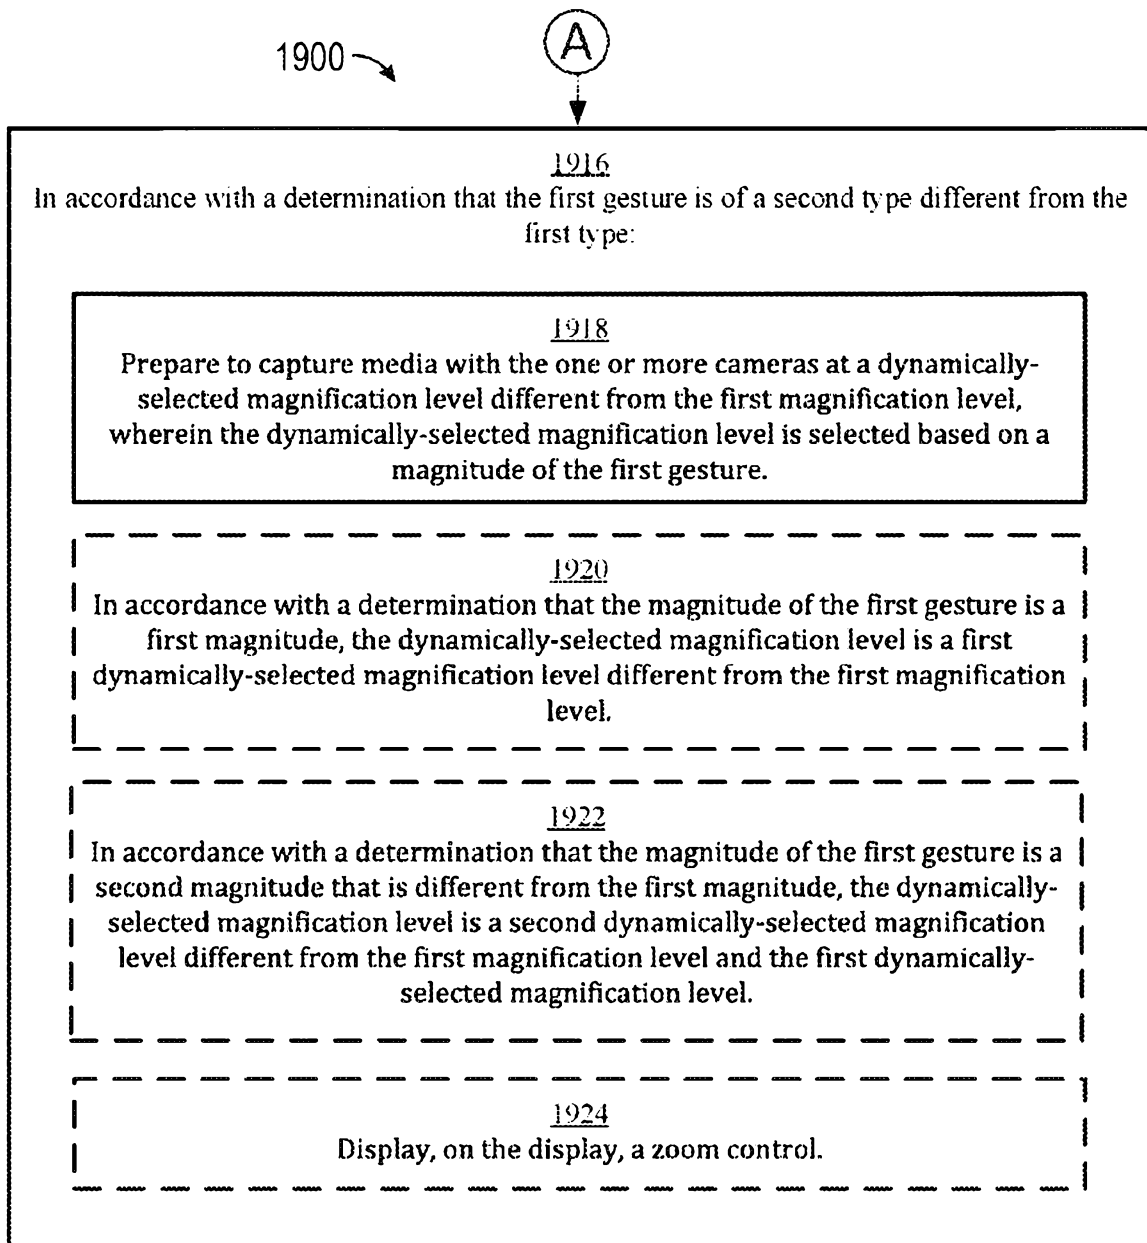 1900
A
1916
In accordance with a determination that the first gesture is of a second type different from the
first type:
1918
Prepare to capture media with the one or more cameras at a dynamically-
selected magnification level different from the first magnification level,
wherein the dynamically-selected magnification level is selected based on a
magnitude of the first gesture.
1920
In accordance with a determination that the magnitude of the first gesture is a
first magnitude, the dynamically-selected magnification level is a first
dynamically-selected magnification level different from the first magnification
level.
1922
In accordance with a determination that the magnitude of the first gesture is a
second magnitude that is different from the first magnitude, the dynamically-
selected magnification level is a second dynamically-selected magnification
level different from the first magnification level and the first dynamically-
selected magnification level.
1924
Display, on the display, a zoom control.